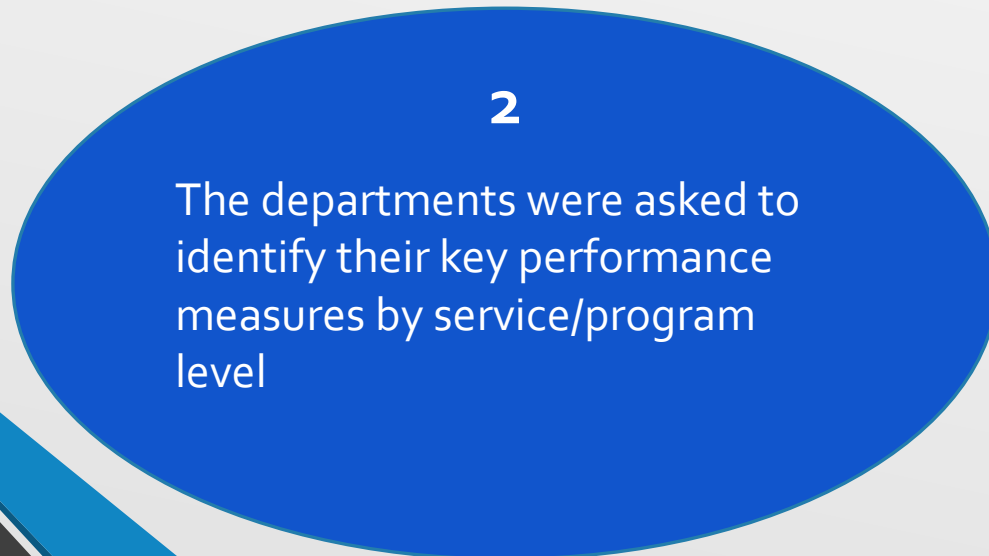 2
The departments were asked to
identify their key performance
measures by service/program
level